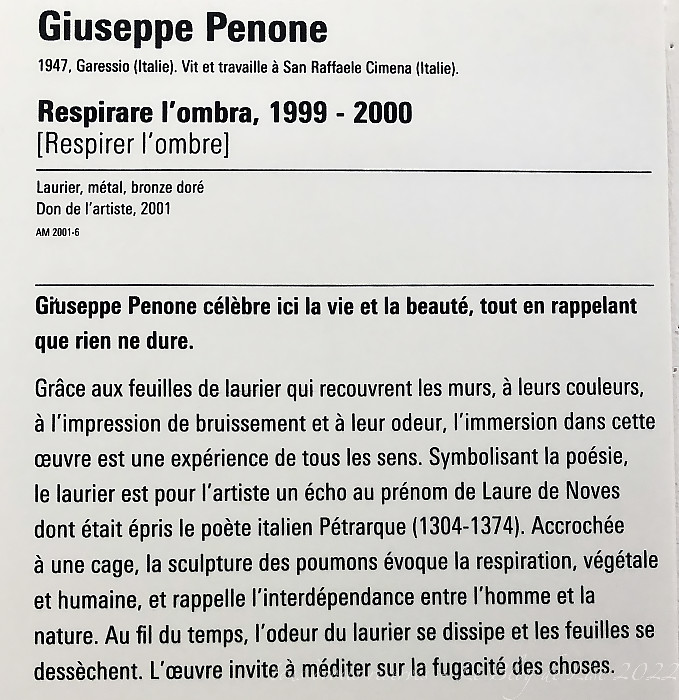 Giuseppe Penone
1947, Garessio (Italie). Vit et travaille à San Raffaele Cimena (Italie).
Respirare l'ombra, 1999 - 2000
[Respirer l'ombre]
Laurier, métal, bronze doré
Don de l'artiste, 2001
AM 2001-6
Giuseppe Penone célèbre ici la vie et la beauté, tout en rappelant
que rien ne dure.
Grâce aux feuilles de laurier qui recouvrent les murs, à leurs couleurs,
à l'impression de bruissement et à leur odeur, l'immersion dans cette
œuvre est une expérience de tous les sens. Symbolisant la poésie,
le laurier est pour l'artiste un écho au prénom de Laure de Noves
dont était épris le poète italien Pétrarque (1304-1374). Accrochée
à une cage, la sculpture des poumons évoque la respiration, végétale
et humaine, et rappelle l'interdépendance entre l'homme et la
nature. Au fil du temps, l'odeur du laurier se dissipe et les feuilles se
dessèchent. L'œuvre invite à méditer sur la fugacité des choses.
2022